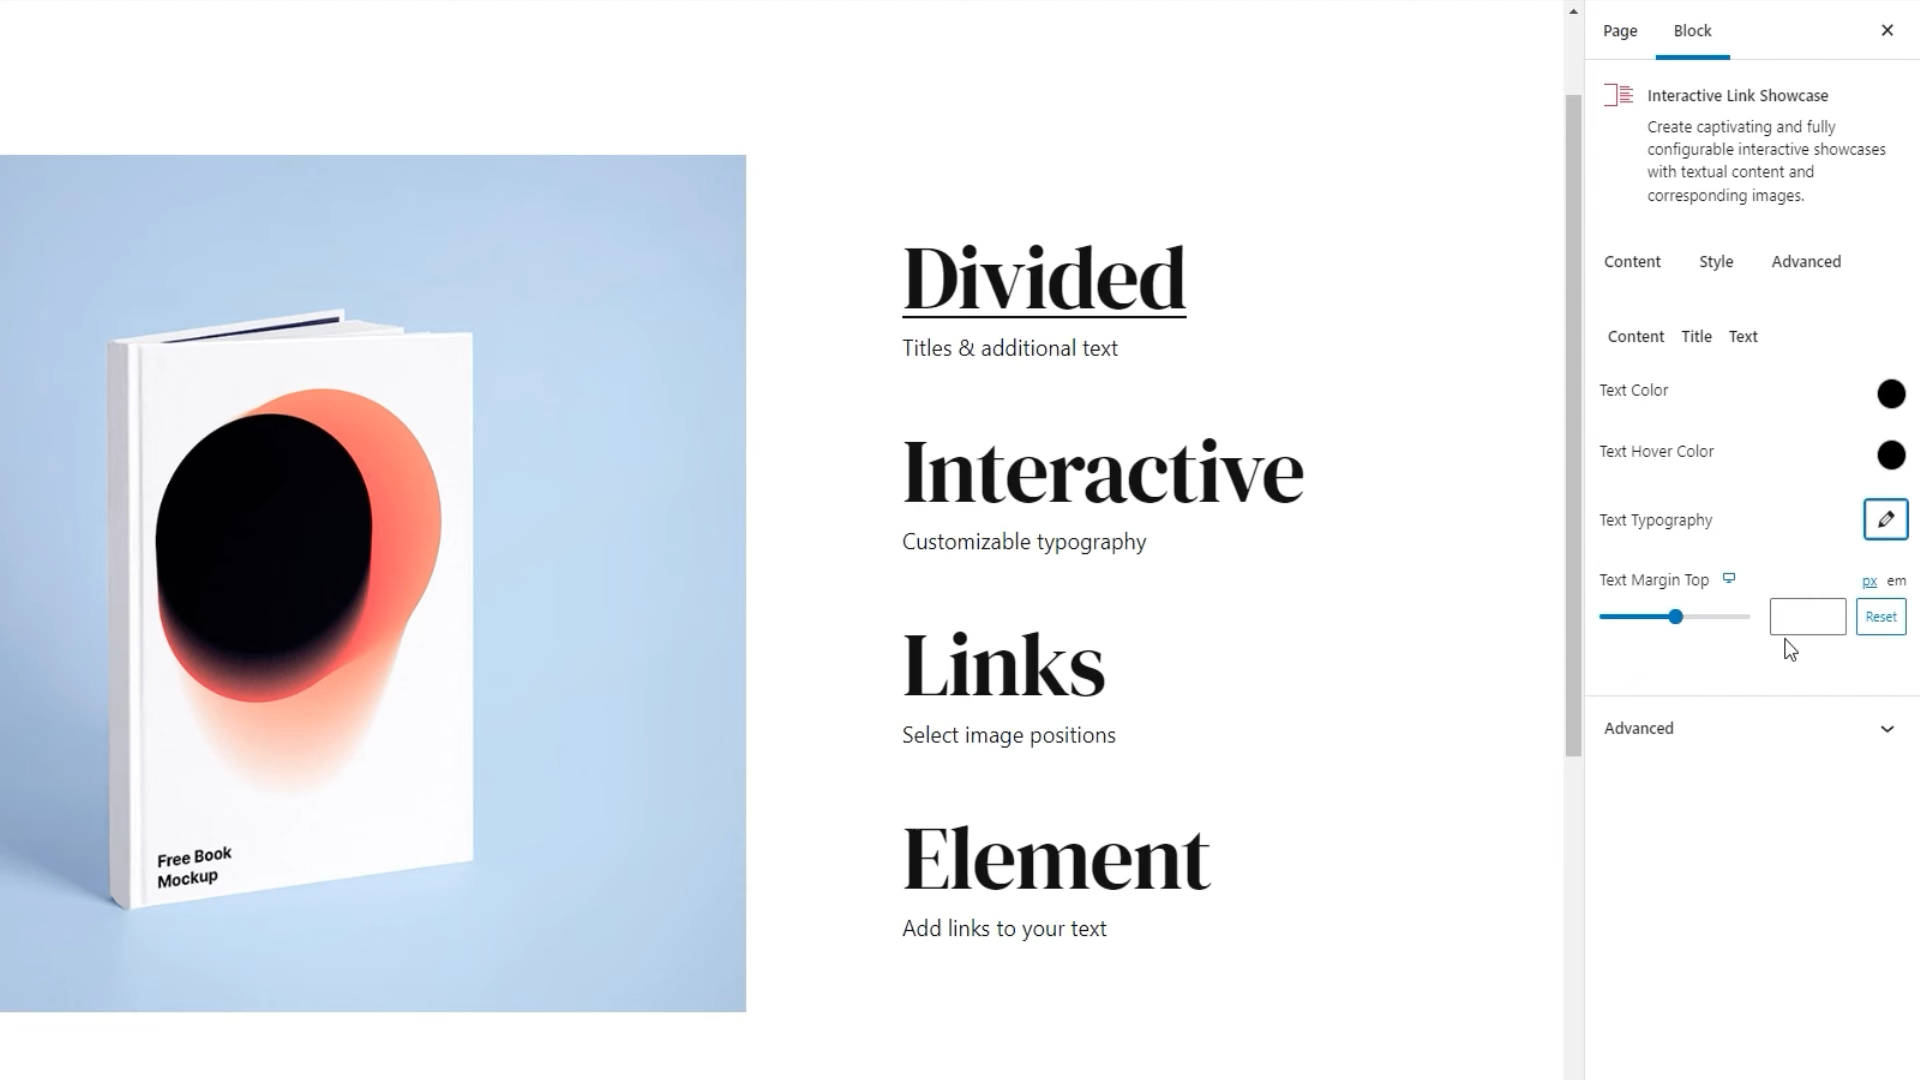 Page Block
Interactive Link Showcase
Create captivating and fully
configurable interactive showcases
with textual content and
corresponding images.
Content Style Advanced
Content Title Text
Text Color
Text Hover Color
Text Typography
Text Margin Top px em
Reset
Advanced
Divided
Titles & additional text
Interactive
Customizable typography
Links
Select image positions
Element
Add links to your text
Free Book
Mockup